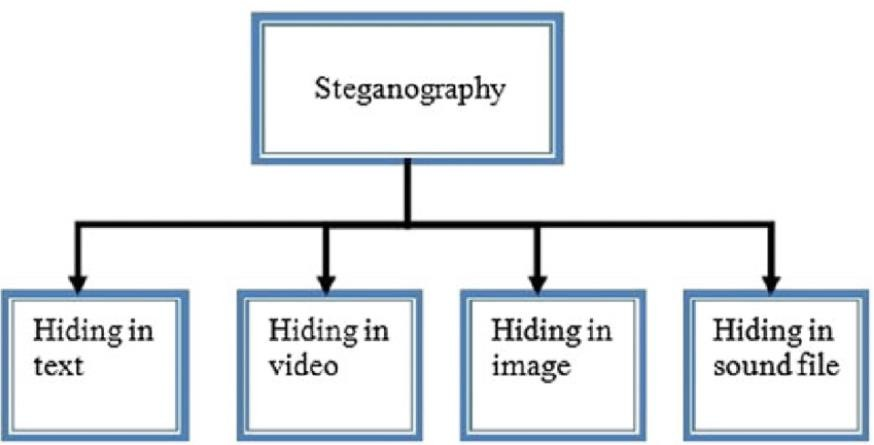 Steganography
Hiding in
text
Hiding in
video
Hiding in
image
Hiding in
sound file